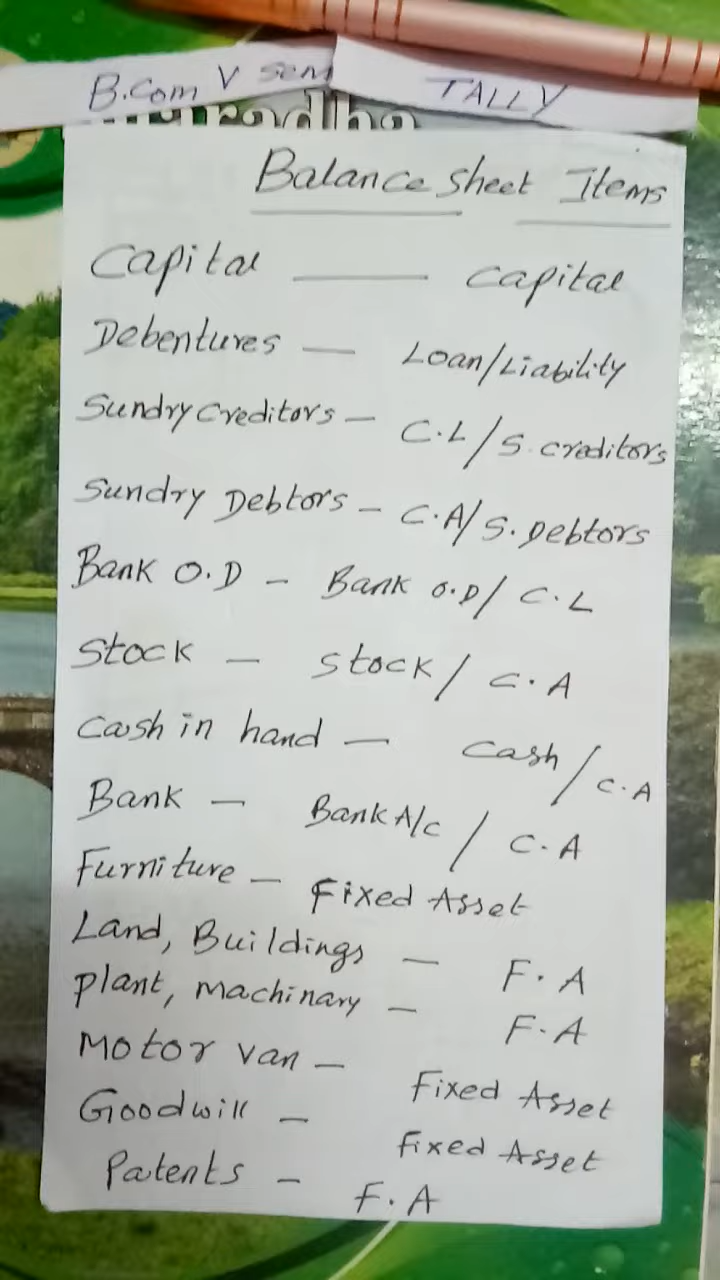 B.Com V Sem
TALLY
Balance Sheet Items
Capital — Capital
Debentures — Loan/Liability
Sundry Creditors — C.L/S. creditors
Sundry Debtors — C.A/S. Debtors
Bank O.D — Bank O.D/C.L
Stock — Stock/C.A
Cash in hand — Cash/C.A
Bank — Bank A/c/C.A
Furniture — Fixed Asset
Land, Buildings — F.A
Plant, machinary — F.A
Motor van — Fixed Asset
Goodwill — Fixed Asset
Patents — F.A